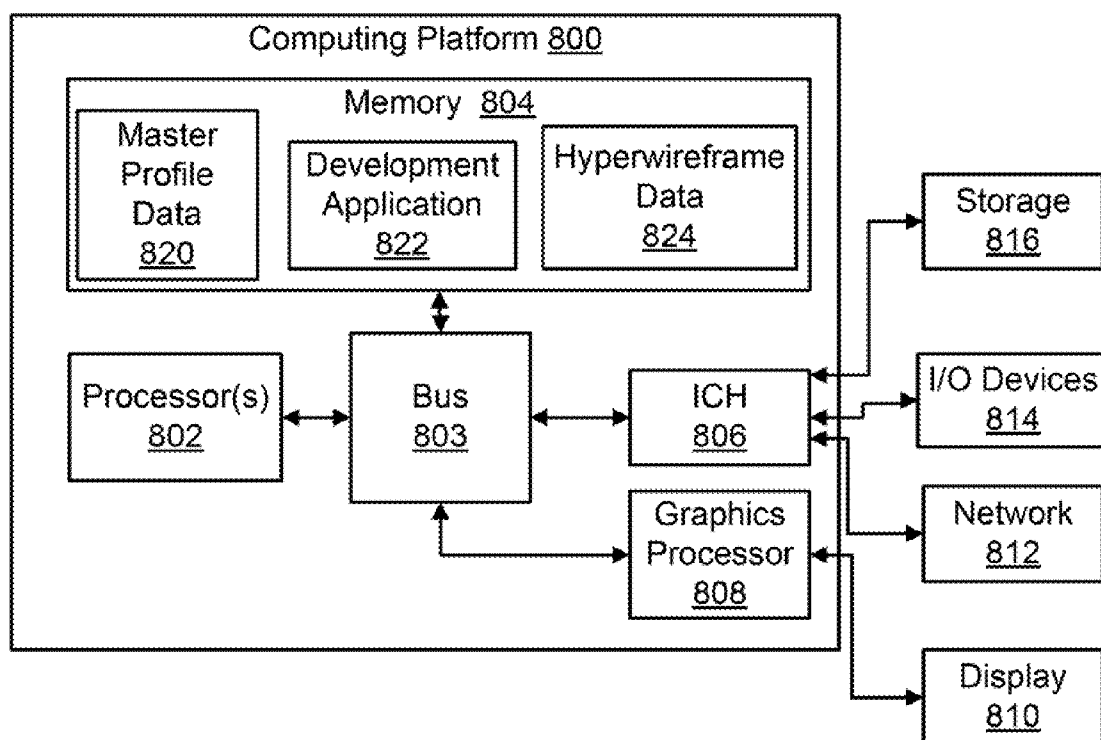 Computing Platform 800
Memory 804
Master
Profile
Data
820
Development
Application
822
Hyperwireframe
Data
824
Processor(s)
802
Bus
803
ICH
806
Graphics
Processor
808
Storage
816
I/O Devices
814
Network
812
Display
810